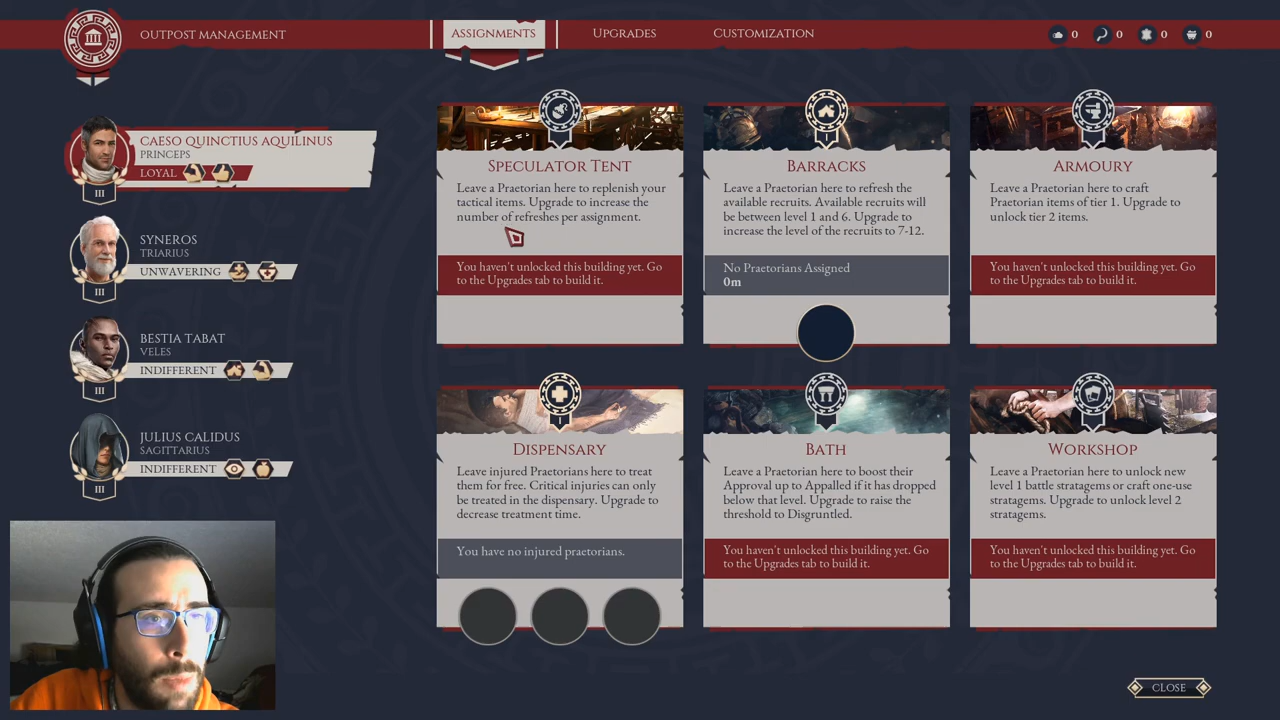 OUTPOST MANAGEMENT
ASSIGNMENTS
UPGRADES
CUSTOMIZATION
0
0
0
0
CAESO QUINCTIUS AQUILINUS
PRINCEPS
LOYAL
III
SYNEROS
TRIARIUS
UNWAVERING
III
BESTIA TABAT
VELES
INDIFFERENT
III
JULIUS CALIDUS
SAGITTARIUS
INDIFFERENT
III
SPECULATOR TENT
Leave a Praetorian here to replenish your
tactical items. Upgrade to increase the
number of refreshes per assignment.
You haven't unlocked this building yet. Go
to the Upgrades tab to build it.
I
BARRACKS
Leave a Praetorian here to refresh the
available recruits. Available recruits will
be between level 1 and 6. Upgrade to
increase the level of the recruits to 7-12.
No Praetorians Assigned
0m
ARMOURY
Leave a Praetorian here to craft
Praetorian items of tier 1. Upgrade to
unlock tier 2 items.
You haven't unlocked this building yet. Go
to the Upgrades tab to build it.
I
DISPENSARY
Leave injured Praetorians here to treat
them for free. Critical injuries can only
be treated in the dispensary. Upgrade to
decrease treatment time.
You have no injured praetorians.
BATH
Leave a Praetorian here to boost their
Approval up to Appalled if it has dropped
below that level. Upgrade to raise the
threshold to Disgruntled.
You haven't unlocked this building yet. Go
to the Upgrades tab to build it.
WORKSHOP
Leave a Praetorian here to unlock new
level 1 battle stratagems or craft one-use
stratagems. Upgrade to unlock level 2
stratagems.
You haven't unlocked this building yet. Go
to the Upgrades tab to build it.
CLOSE